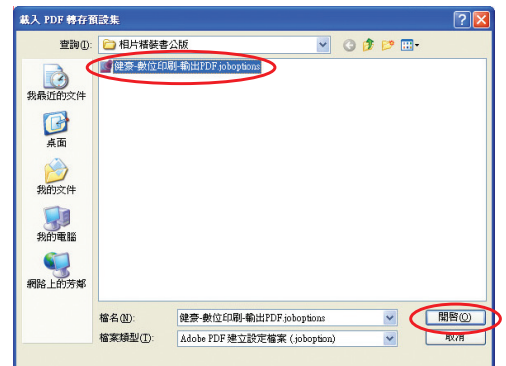 載入 PDF 轉存預設集
查詢(I):
相片精裝書公版
健豪-數位印刷-輸出PDF.joboptions
我最近的文件
桌面
我的文件
我的電腦
網路上的芳鄰
檔名(N):
健豪-數位印刷-輸出PDF.joboptions
開啟(O)
檔案類型(T):
Adobe PDF 建立設定檔案 (.joboption)
取消